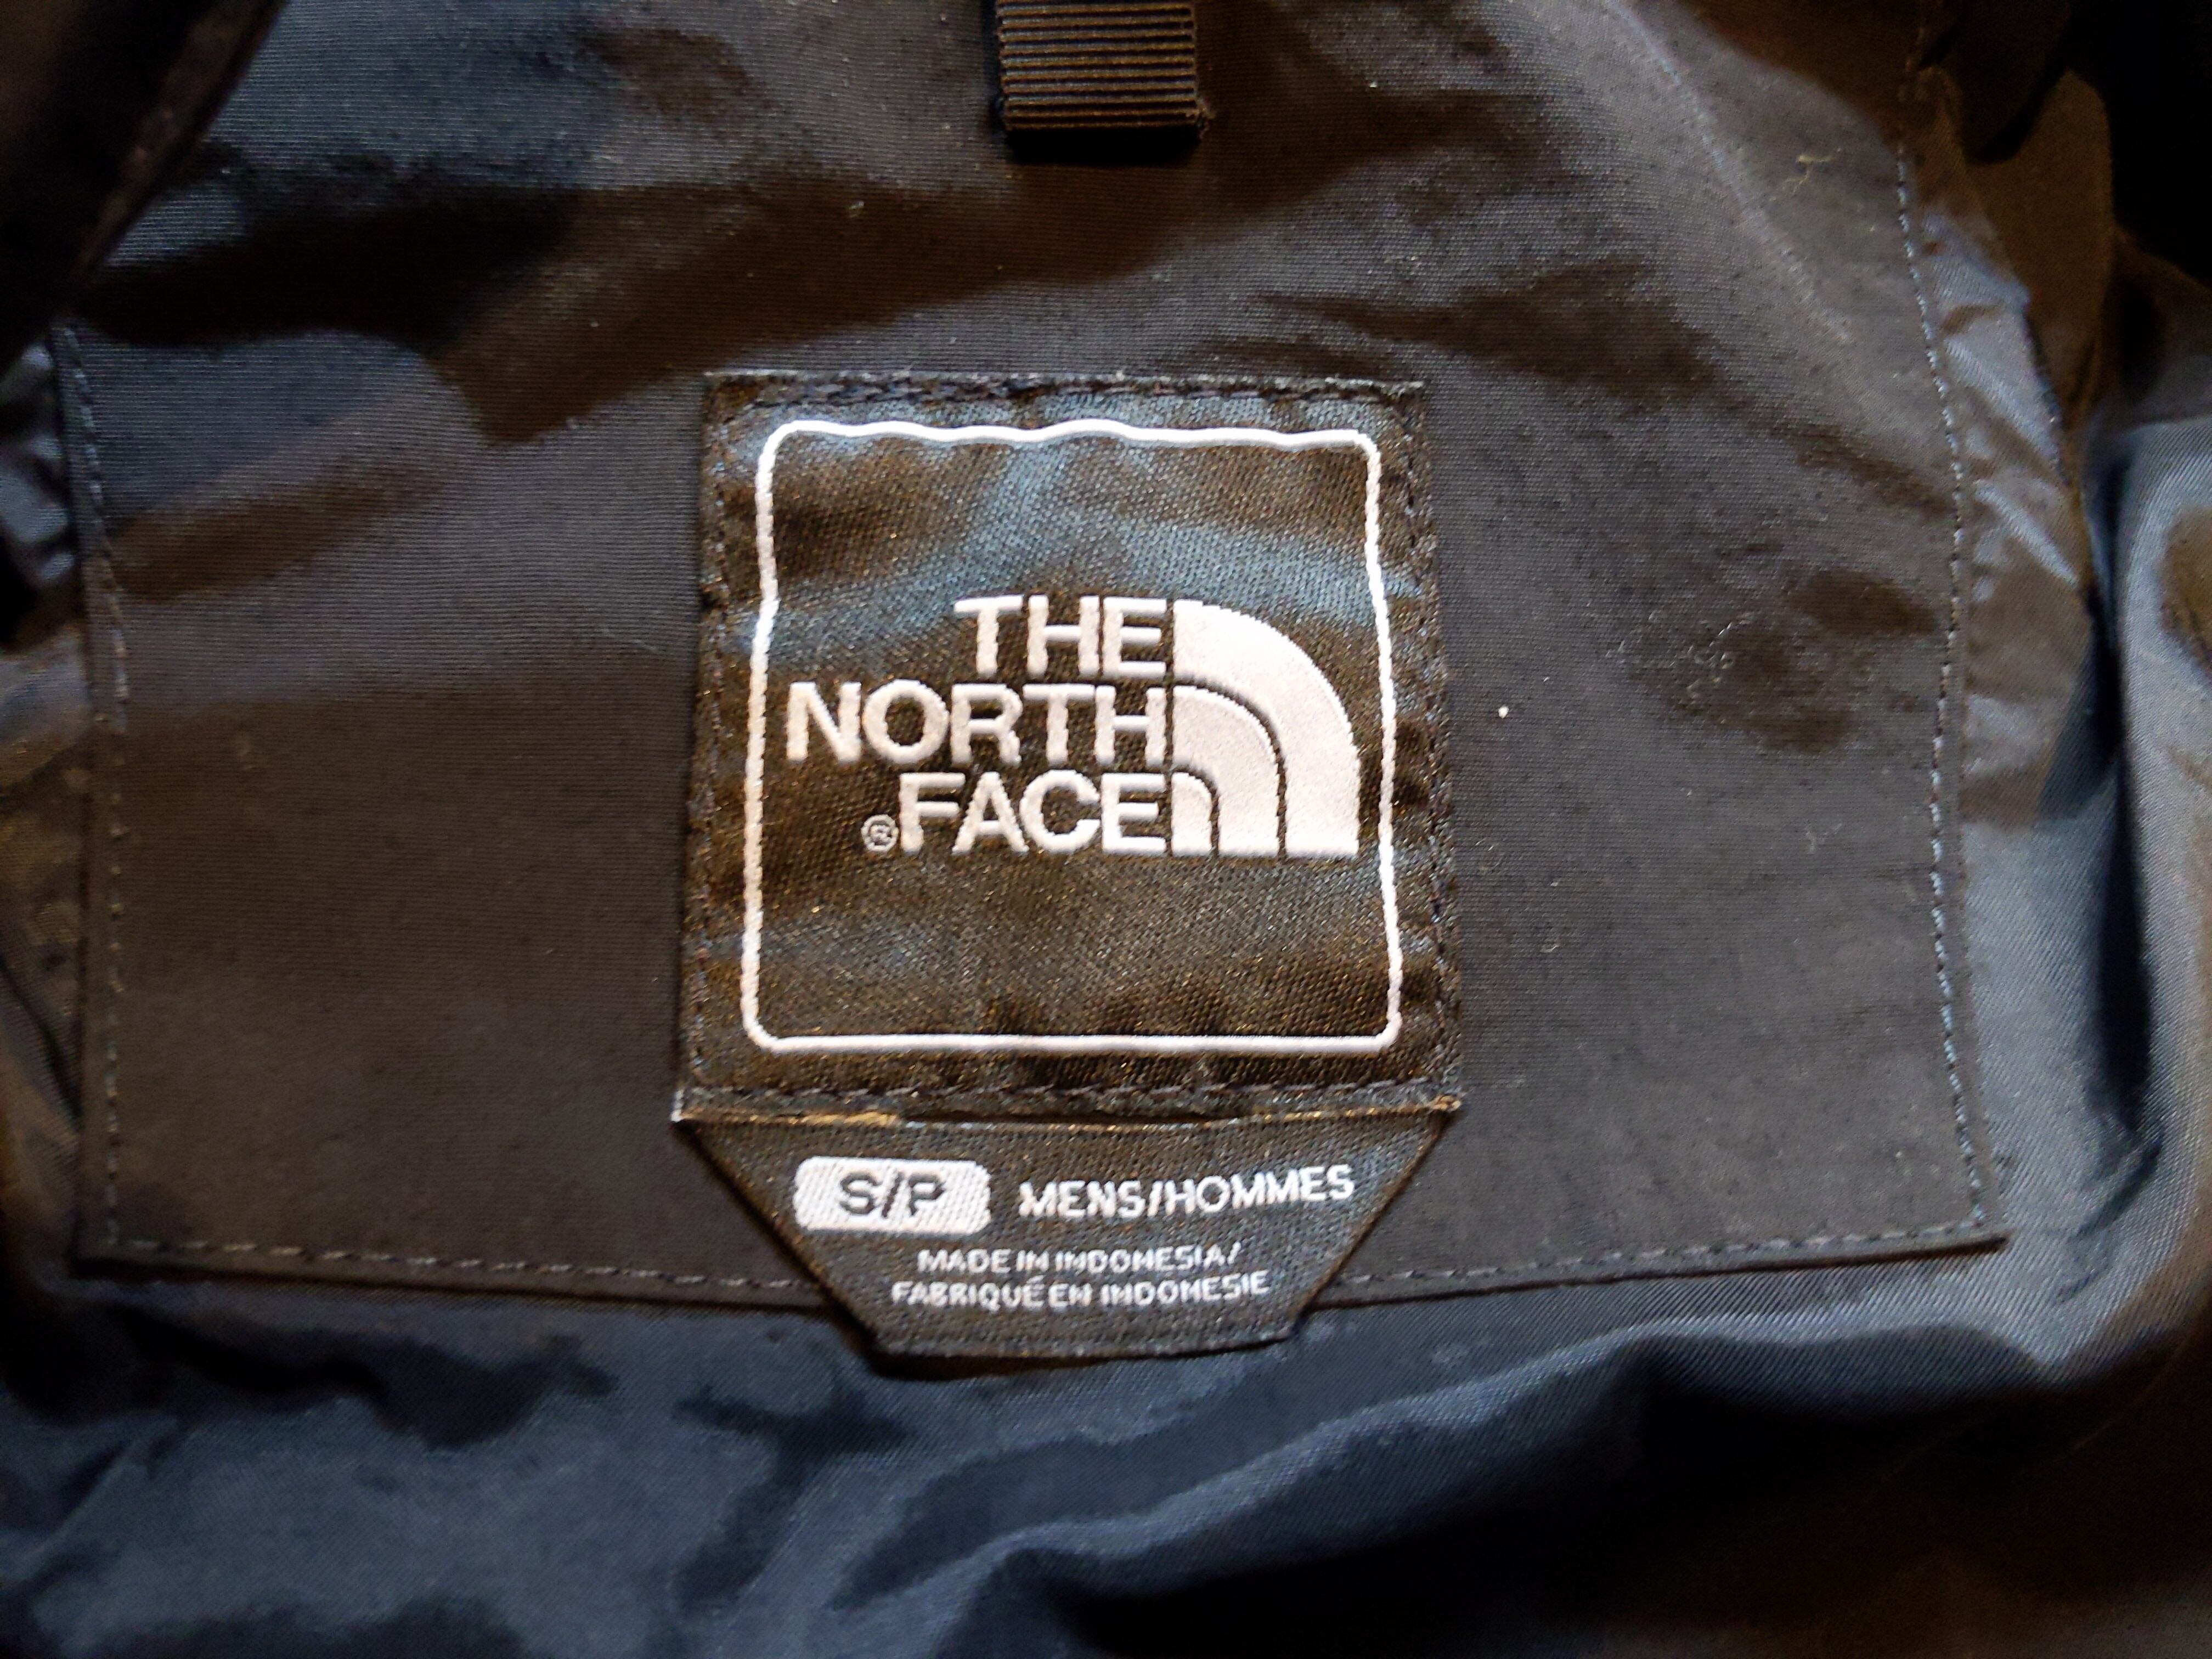 THE
NORTH
®FACE
S/P MENS/HOMMES
MADE IN INDONESIA/
FABRIQUÉ EN INDONESIE